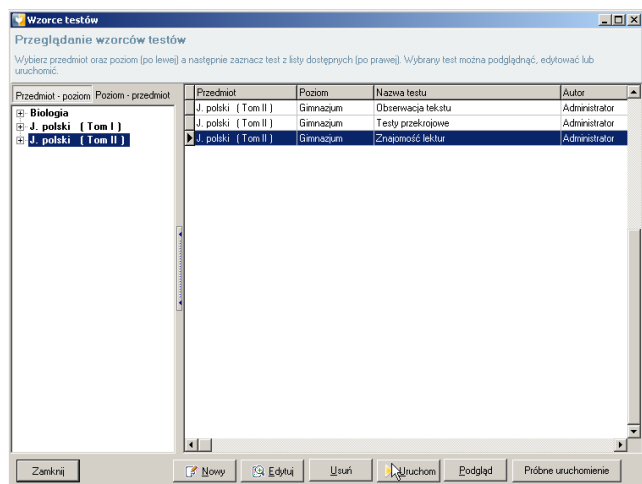 Wzorce testów
Przeglądanie wzorców testów
Wybierz przedmiot oraz poziom (po lewej) a następnie zaznacz test z listy dostępnych (po prawej). Wybrany test można podglądnąć, edytować lub
uruchomić.
Przedmiot - poziom Poziom - przedmiot
Biologia
J. polski ( Tom I )
J. polski ( Tom II )
Przedmiot Poziom Nazwa testu Autor
J. polski ( Tom II ) Gimnazjum Obserwacja tekstu Administrator
J. polski ( Tom II ) Gimnazjum Testy przekrojowe Administrator
J. polski ( Tom II ) Gimnazjum Znajomość lektur Administrator
Zamknij Nowy Edytuj Usuń Uruchom Podgląd Próbne uruchomienie